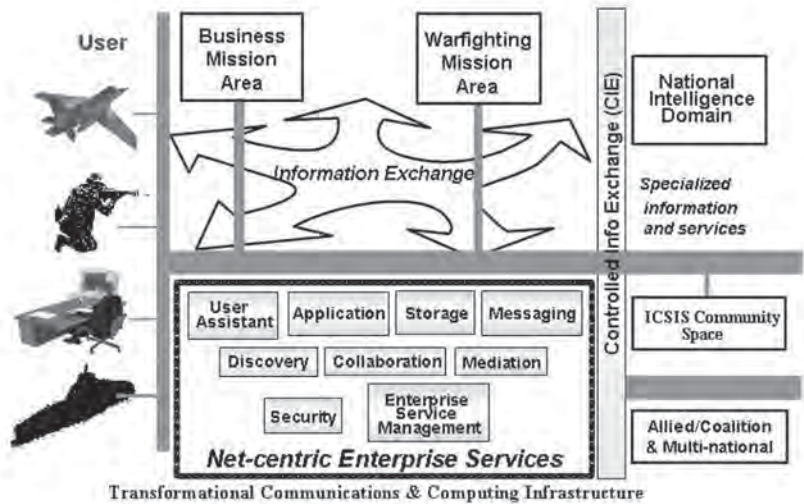 User
Business
Mission
Area
Warfighting
Mission
Area
Controlled Info Exchange (CIE)
National
Intelligence
Domain
Information Exchange
Specialized
information
and services
User
Assistant
Application
Storage
Messaging
Discovery
Collaboration
Mediation
Security
Enterprise
Service
Management
Net-centric Enterprise Services
ICSIS Community
Space
Allied/Coalition
& Multi-national
Transformational Communications & Computing Infrastructure